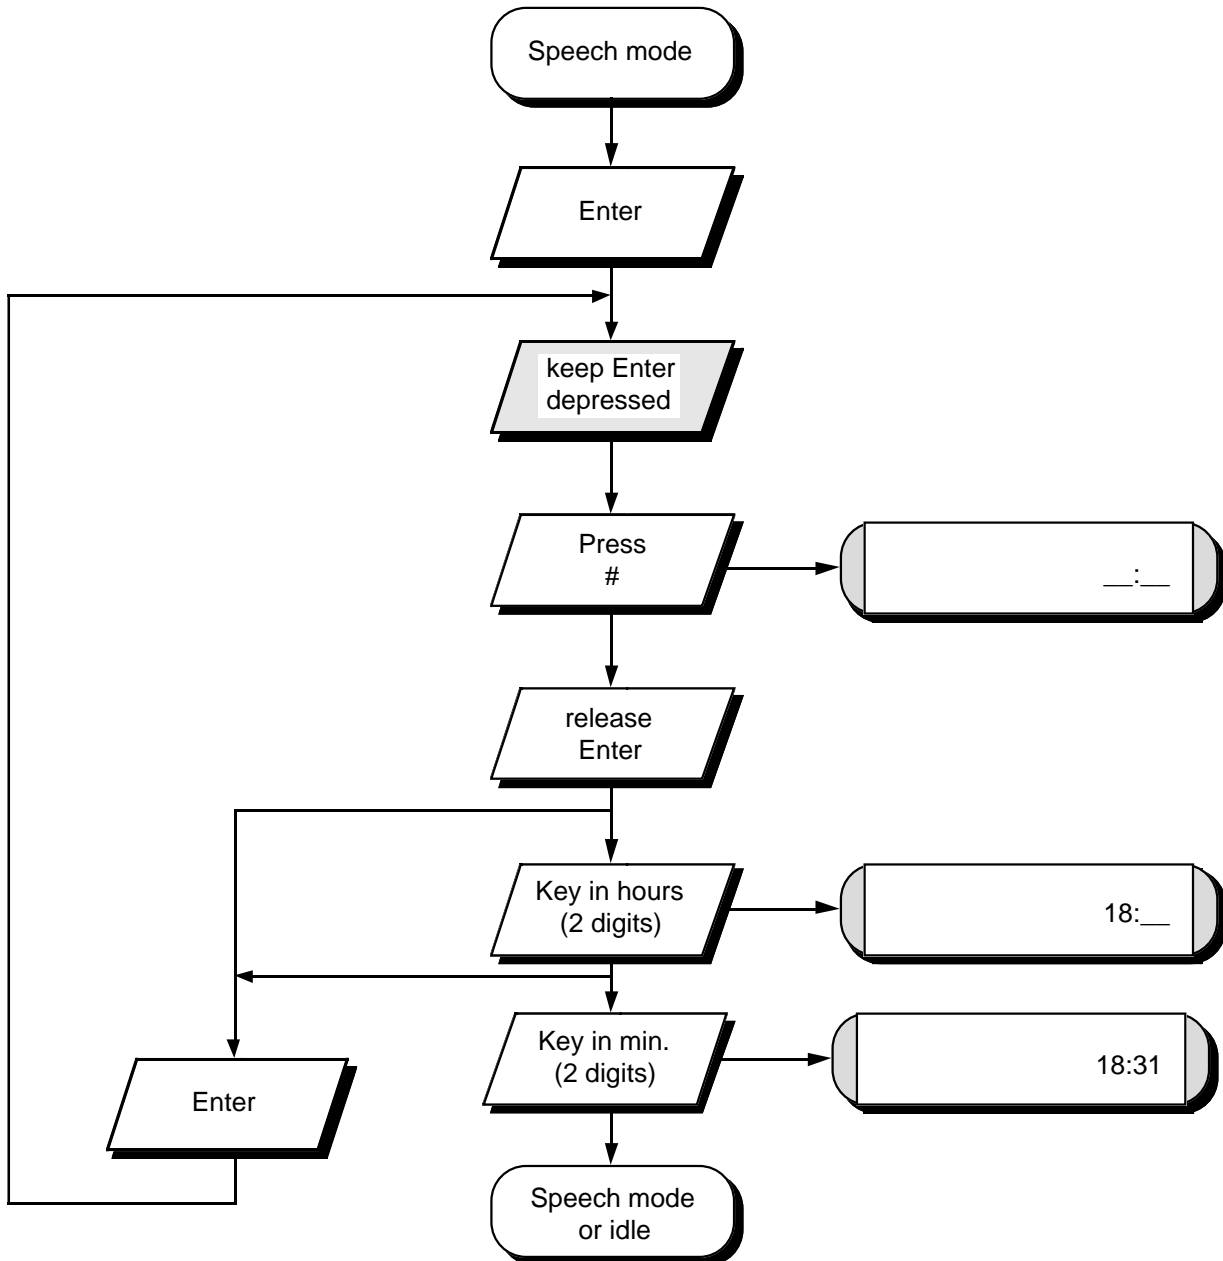 Speech mode
Enter
keep Enter
depressed
Press
#
__:__
release
Enter
Key in hours
(2 digits)
18:__
Key in min.
(2 digits)
18:31
Enter
Speech mode
or idle